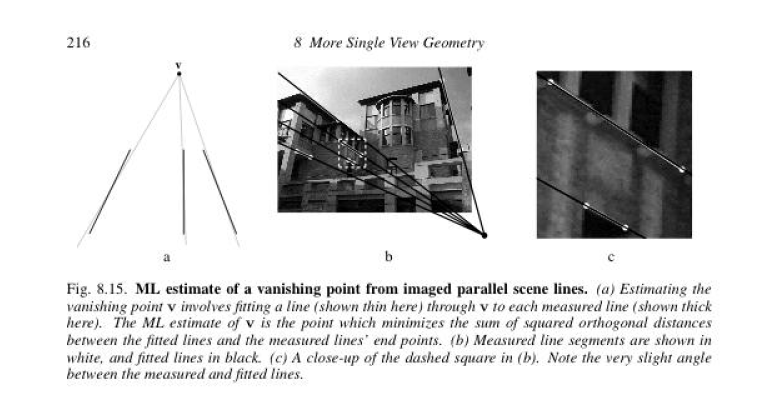 216
8 More Single View Geometry
v
a
b
c
Fig. 8.15. ML estimate of a vanishing point from imaged parallel scene lines. (a) Estimating the
vanishing point v involves fitting a line (shown thin here) through v to each measured line (shown thick
here). The ML estimate of v is the point which minimizes the sum of squared orthogonal distances
between the fitted lines and the measured lines' end points. (b) Measured line segments are shown in
white, and fitted lines in black. (c) A close-up of the dashed square in (b). Note the very slight angle
between the measured and fitted lines.